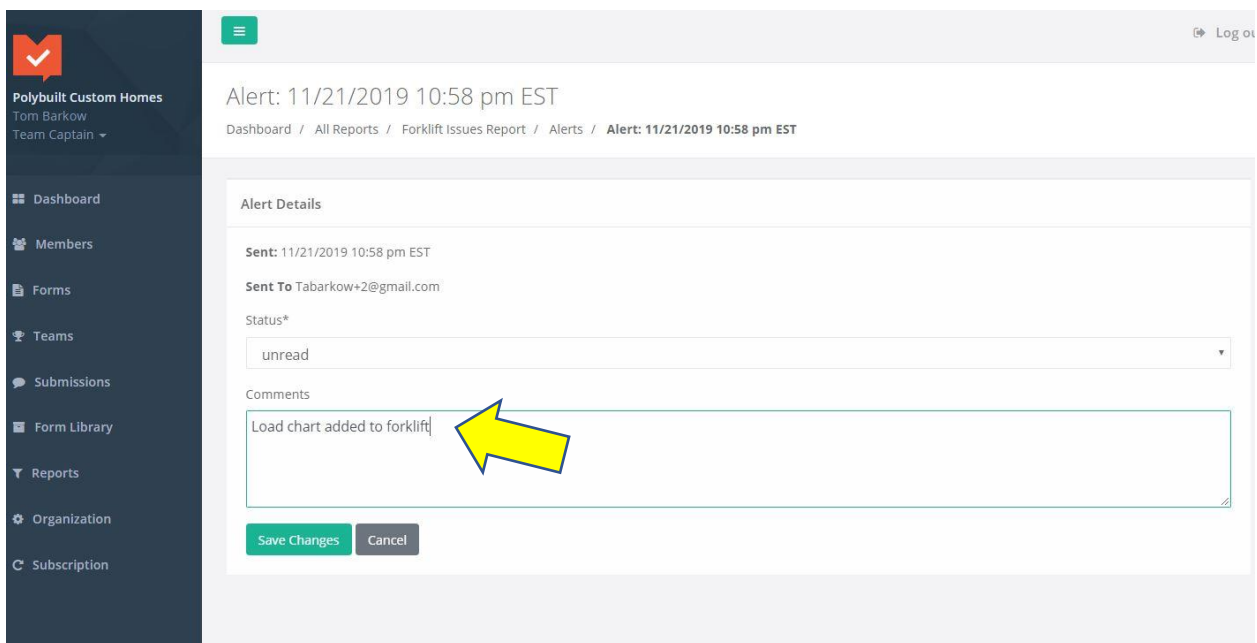 Log ou
Polybuilt Custom Homes
Tom Barkow
Team Captain
Dashboard
Members
Forms
Teams
Submissions
Form Library
Reports
Organization
Subscription
Alert: 11/21/2019 10:58 pm EST
Dashboard / All Reports / Forklift Issues Report / Alerts / Alert: 11/21/2019 10:58 pm EST
Alert Details
Sent: 11/21/2019 10:58 pm EST
Sent To Tabarkow+2@gmail.com
Status*
unread
Comments
Load chart added to forklift
Save Changes Cancel